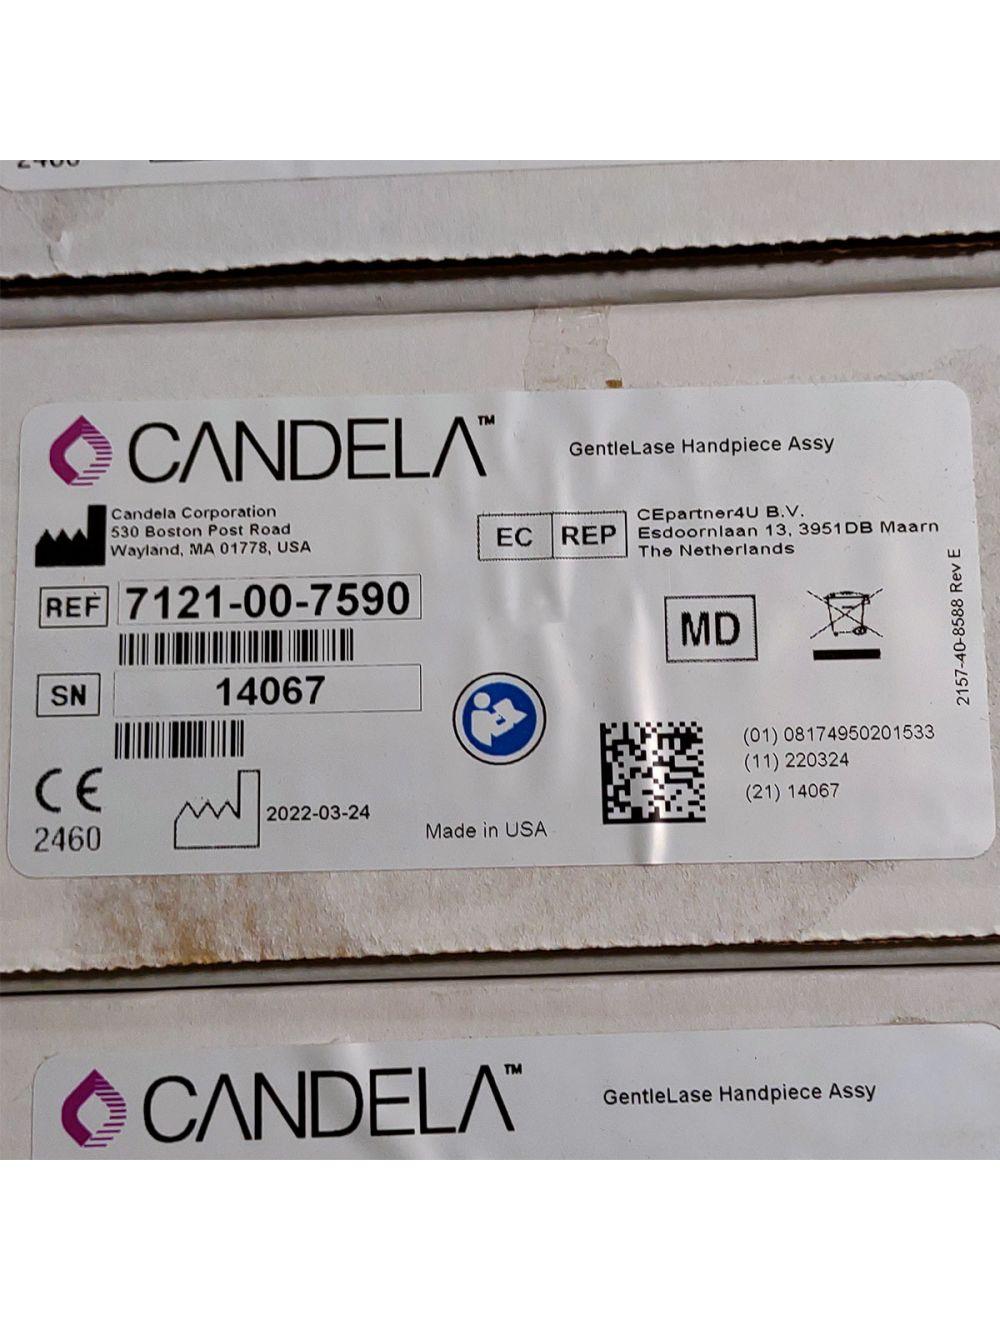 CANDELA™
GentleLase Handpiece Assy
Candela Corporation
530 Boston Post Road
Wayland, MA 01778, USA
EC REP
CEpartner4U B.V.
Esdoornlaan 13, 3951DB Maarn
The Netherlands
REF 7121-00-7590
MD
SN 14067
2157-40-8588 Rev E
(01) 08174950201533
(11) 220324
(21) 14067
CE
2460
2022-03-24
Made in USA
CANDELA™
GentleLase Handpiece Assy